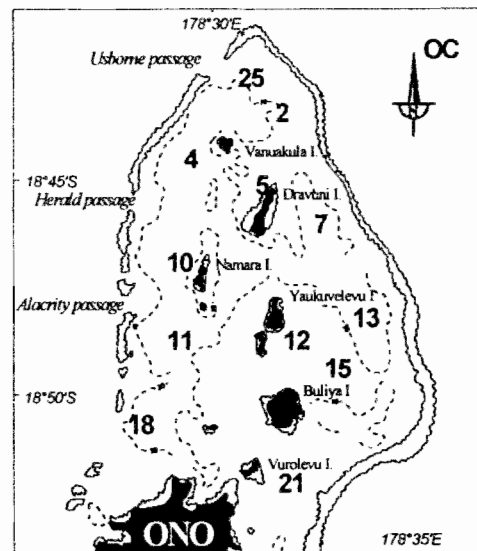 178°30'E
OC
Usborne passage
25
2
Vanuakula I.
4
18°45'S
5
Dravuni I.
Herald passage
7
10
Namara I.
Yaukuvelevu I
Alacrity passage
13
11
12
15
18°50'S
Buliya I
18
Vurolevu I.
21
ONO
178°35'E